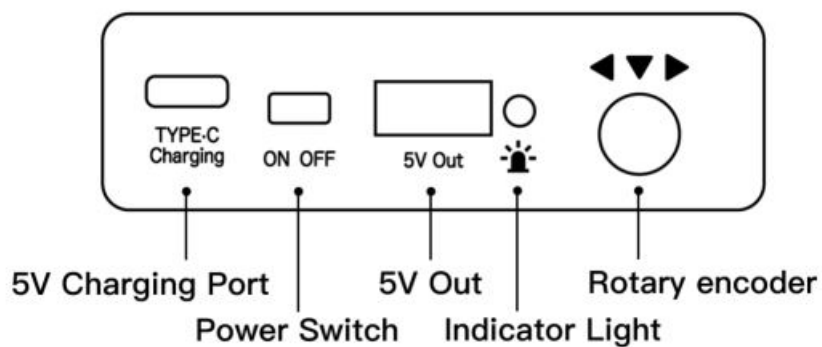 TYPE-C
Charging
ON OFF
5V Out
5V Charging Port
5V Out
Rotary encoder
Power Switch
Indicator Light